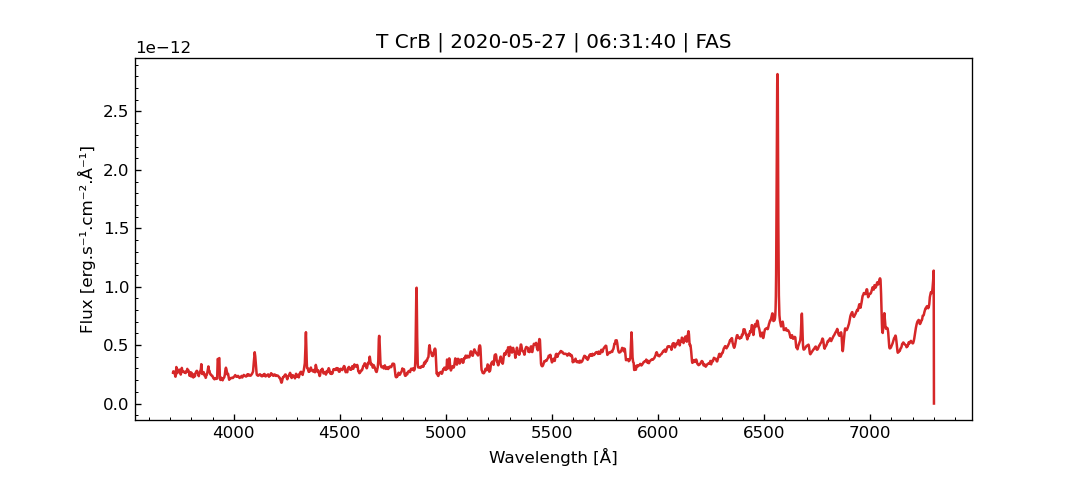 T CrB | 2020-05-27 | 06:31:40 | FAS
1e−12
2.5
2.0
1.5
1.0
0.5
0.0
Flux [erg.s⁻¹.cm⁻².Å⁻¹]
4000 4500 5000 5500 6000 6500 7000
Wavelength [Å]